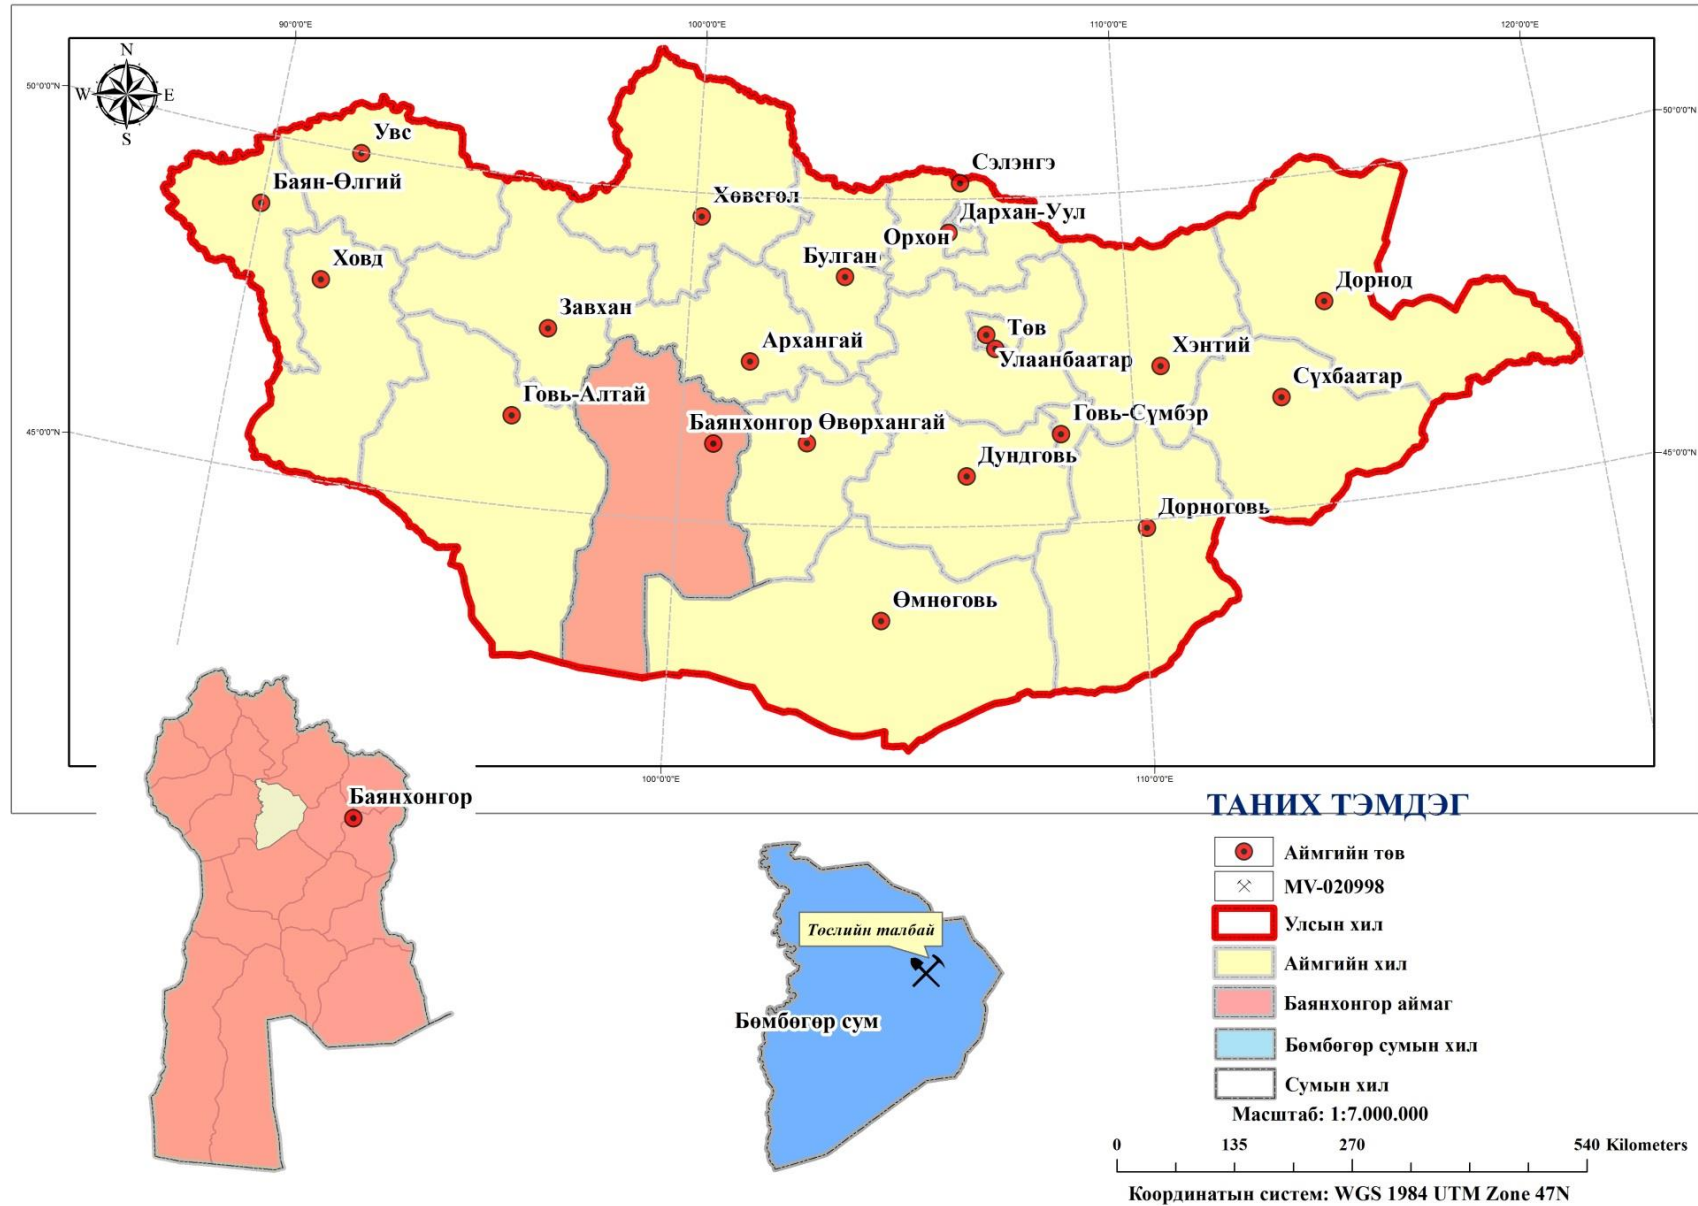 90°0'0"E
100°0'0"E
110°0'0"E
120°0'0"E
50°0'0"N
50°0'0"N
N
W E
S
Увс
Баян-Өлгий
Ховд
Хөвсгөл
Сэлэнгэ
Дархан-Уул
Орхон
Булган
Завхан
Архангай
Төв
Улаанбаатар
Хэнтий
Дорнод
Сүхбаатар
Говь-Алтай
Баянхонгор
Өвөрхангай
Говь-Сүмбэр
Дундговь
Дорноговь
Өмнөговь
45°0'0"N
45°0'0"N
100°0'0"E
110°0'0"E
Баянхонгор
Төслийн талбай
Бөмбөгөр сум
ТАНИХ ТЭМДЭГ
Аймгийн төв
MV-020998
Улсын хил
Аймгийн хил
Баянхонгор аймаг
Бөмбөгөр сумын хил
Сумын хил
Масштаб: 1:7.000.000
0 135 270 540 Kilometers
Координатын систем: WGS 1984 UTM Zone 47N